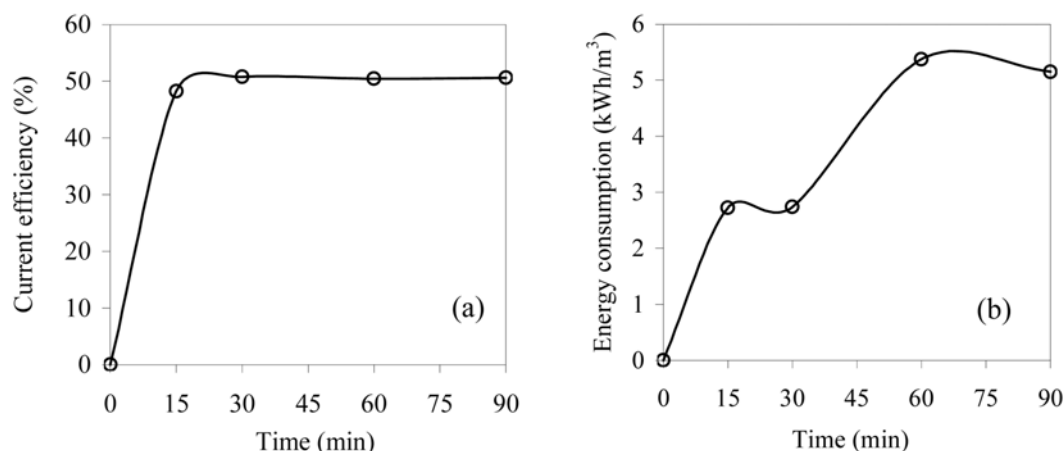 60
50
40
30
20
10
0
0 15 30 45 60 75 90
Current efficiency (%)
Time (min)
(a)
6
5
4
3
2
1
0
0 15 30 45 60 75 90
Energy consumption (kWh/m³)
Time (min)
(b)